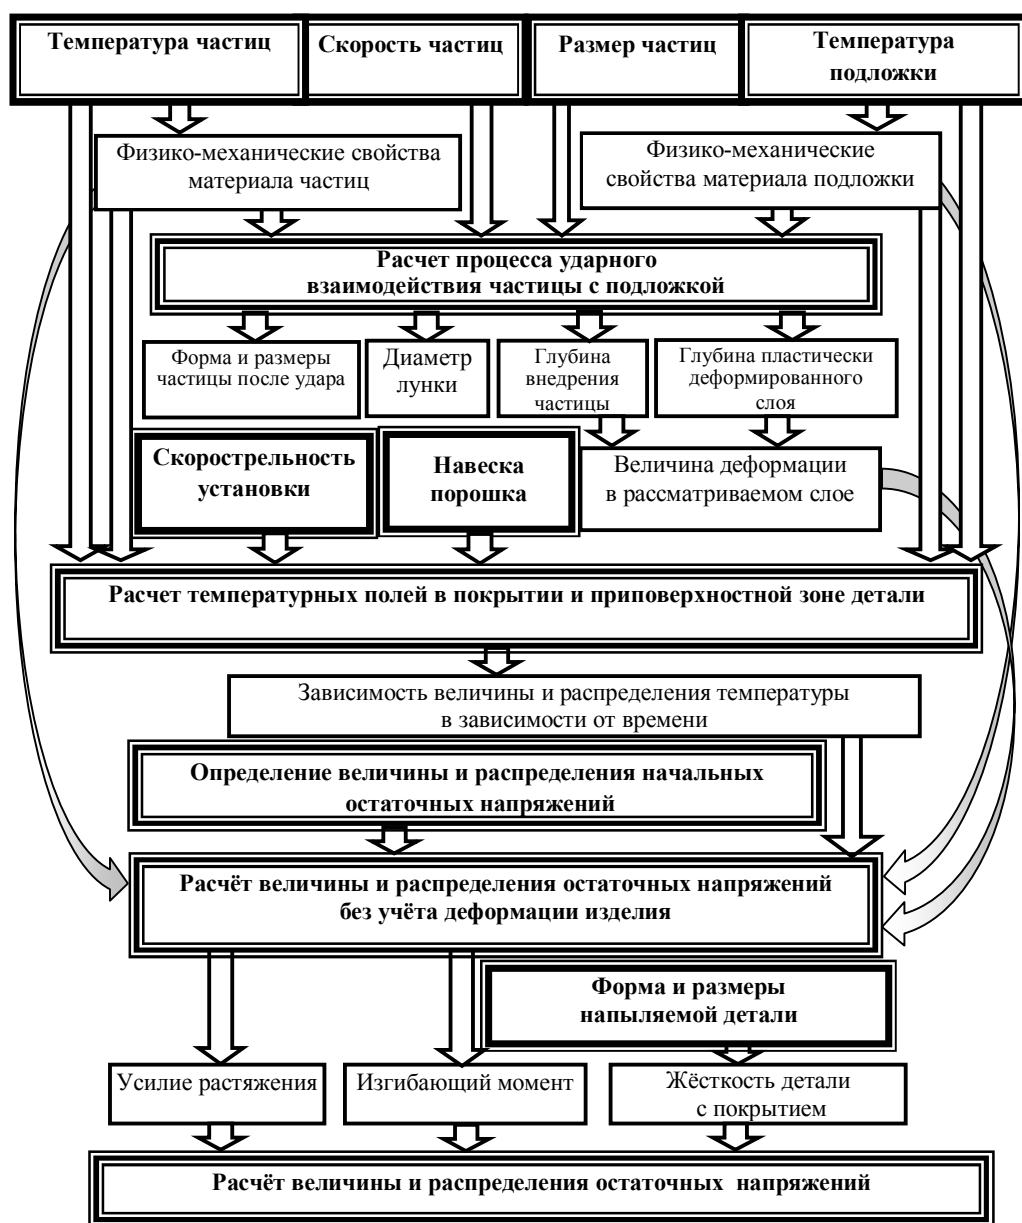 Температура частиц
Скорость частиц
Размер частиц
Температура
подложки
Физико-механические свойства
материала частиц
Физико-механические
свойства материала подложки
Расчет процесса ударного
взаимодействия частицы с подложкой
Форма и размеры
частицы после удара
Диаметр
лунки
Глубина
внедрения
частицы
Глубина пластически
деформированного
слоя
Скорострельность
установки
Навеска
порошка
Величина деформации
в рассматриваемом слое
Расчет температурных полей в покрытии и приповерхностной зоне детали
Зависимость величины и распределения температуры
в зависимости от времени
Определение величины и распределения начальных
остаточных напряжений
Расчёт величины и распределения остаточных напряжений
без учёта деформации изделия
Форма и размеры
напыляемой детали
Усилие растяжения
Изгибающий момент
Жёсткость детали
с покрытием
Расчёт величины и распределения остаточных напряжений